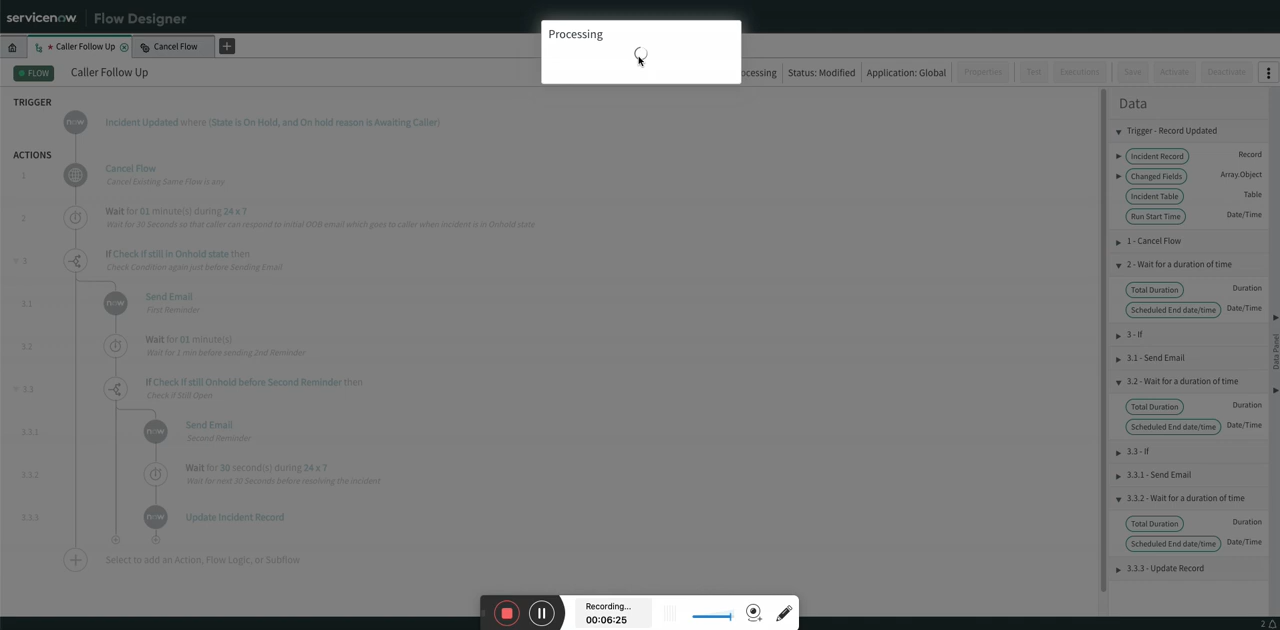 servicenow Flow Designer
* Caller Follow Up
Cancel Flow
Processing
FLOW
Caller Follow Up
ocessing
Status: Modified
Application: Global
Properties
Test
Executions
Save
Activate
Deactivate
TRIGGER
now
Incident Updated where (State is On Hold, and On hold reason is Awaiting Caller)
ACTIONS
1
Cancel Flow
Cancel Existing Same Flow is any
2
Wait for 01 minute(s) during 24 x 7
Wait for 30 Seconds so that caller can respond to initial OOB email which goes to caller when incident is in Onhold state
3
If Check If still in Onhold state then
Check Condition again just before Sending Email
3.1
now
Send Email
First Reminder
3.2
Wait for 01 minute(s)
Wait for 1 min before sending 2nd Reminder
3.3
If Check If still Onhold before Second Reminder then
Check if Still Open
3.3.1
now
Send Email
Second Reminder
3.3.2
Wait for 30 second(s) during 24 x 7
Wait for next 30 Seconds before resolving the incident
3.3.3
now
Update Incident Record
Select to add an Action, Flow Logic, or Subflow
Data
Trigger - Record Updated
Incident Record
Record
Changed Fields
Array.Object
Incident Table
Table
Run Start Time
Date/Time
1 - Cancel Flow
2 - Wait for a duration of time
Total Duration
Duration
Scheduled End date/time
Date/Time
3 - If
3.1 - Send Email
3.2 - Wait for a duration of time
Total Duration
Duration
Scheduled End date/time
Date/Time
3.3 - If
3.3.1 - Send Email
3.3.2 - Wait for a duration of time
Total Duration
Duration
Scheduled End date/time
Date/Time
3.3.3 - Update Record
Data Panel
Recording...
00:06:25
2